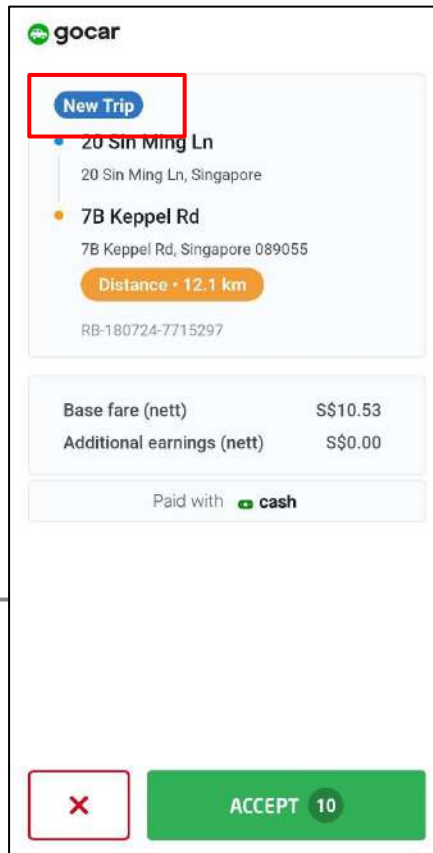 gocar
New Trip
20 Sin Ming Ln
20 Sin Ming Ln, Singapore
7B Keppel Rd
7B Keppel Rd, Singapore 089055
Distance • 12.1 km
RB-180724-7715297
Base fare (nett) S$10.53
Additional earnings (nett) S$0.00
Paid with cash
ACCEPT 10